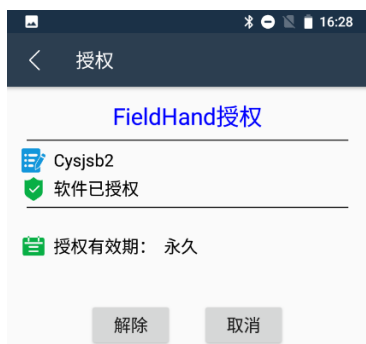 16:28
授权
FieldHand授权
Cysjsb2
软件已授权
授权有效期： 永久
解除 取消